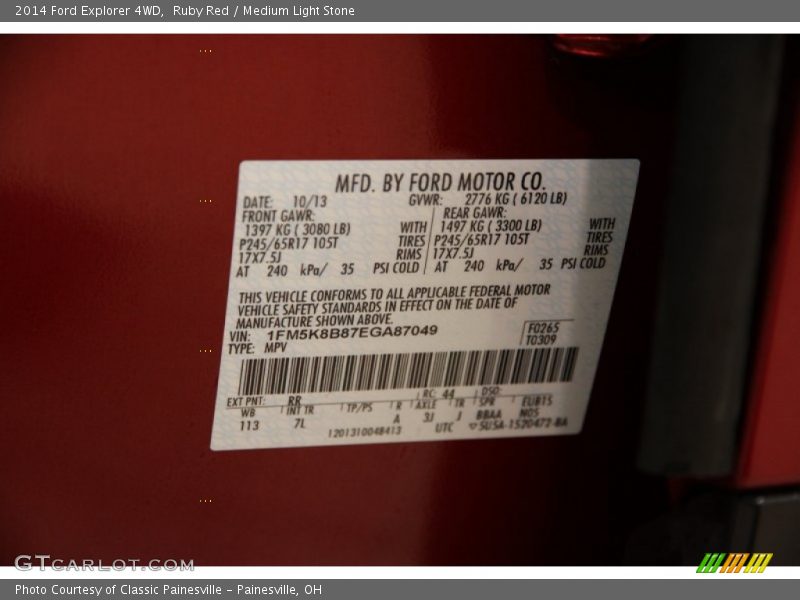 2014 Ford Explorer 4WD,  Ruby Red / Medium Light Stone
MFD. BY FORD MOTOR CO.
DATE: 10/13 GVWR: 2776 KG ( 6120 LB)
FRONT GAWR: REAR GAWR:
1397 KG ( 3080 LB) WITH 1497 KG ( 3300 LB) WITH
P245/65R17 105T TIRES P245/65R17 105T TIRES
17X7.5J RIMS 17X7.5J RIMS
AT 240 kPa/ 35 PSI COLD AT 240 kPa/ 35 PSI COLD
THIS VEHICLE CONFORMS TO ALL APPLICABLE FEDERAL MOTOR
VEHICLE SAFETY STANDARDS IN EFFECT ON THE DATE OF
MANUFACTURE SHOWN ABOVE.
VIN: 1FM5K8B87EGA87049 F0265
TYPE: MPV T0309
EXT PNT: RR RC: 44 DSO:
WB INT TR TP/PS R AXLE TR SPR EUB15
113 7L A 3J J BBAA N05
1201310048413 UTC 5U5A-1520472-BA
GTCARLOT.COM
Photo Courtesy of Classic Painesville - Painesville, OH